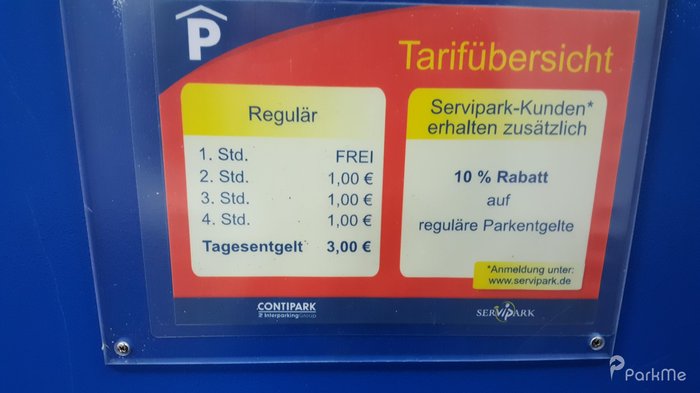 P
Tarifübersicht
Regulär
1. Std. FREI
2. Std. 1,00 €
3. Std. 1,00 €
4. Std. 1,00 €
Tagesentgelt 3,00 €
Servipark-Kunden*
erhalten zusätzlich
10 % Rabatt
auf
reguläre Parkentgelte
*Anmeldung unter:
www.servipark.de
CONTIPARK
InterparkingGroup
SERVIPARK
ParkMe